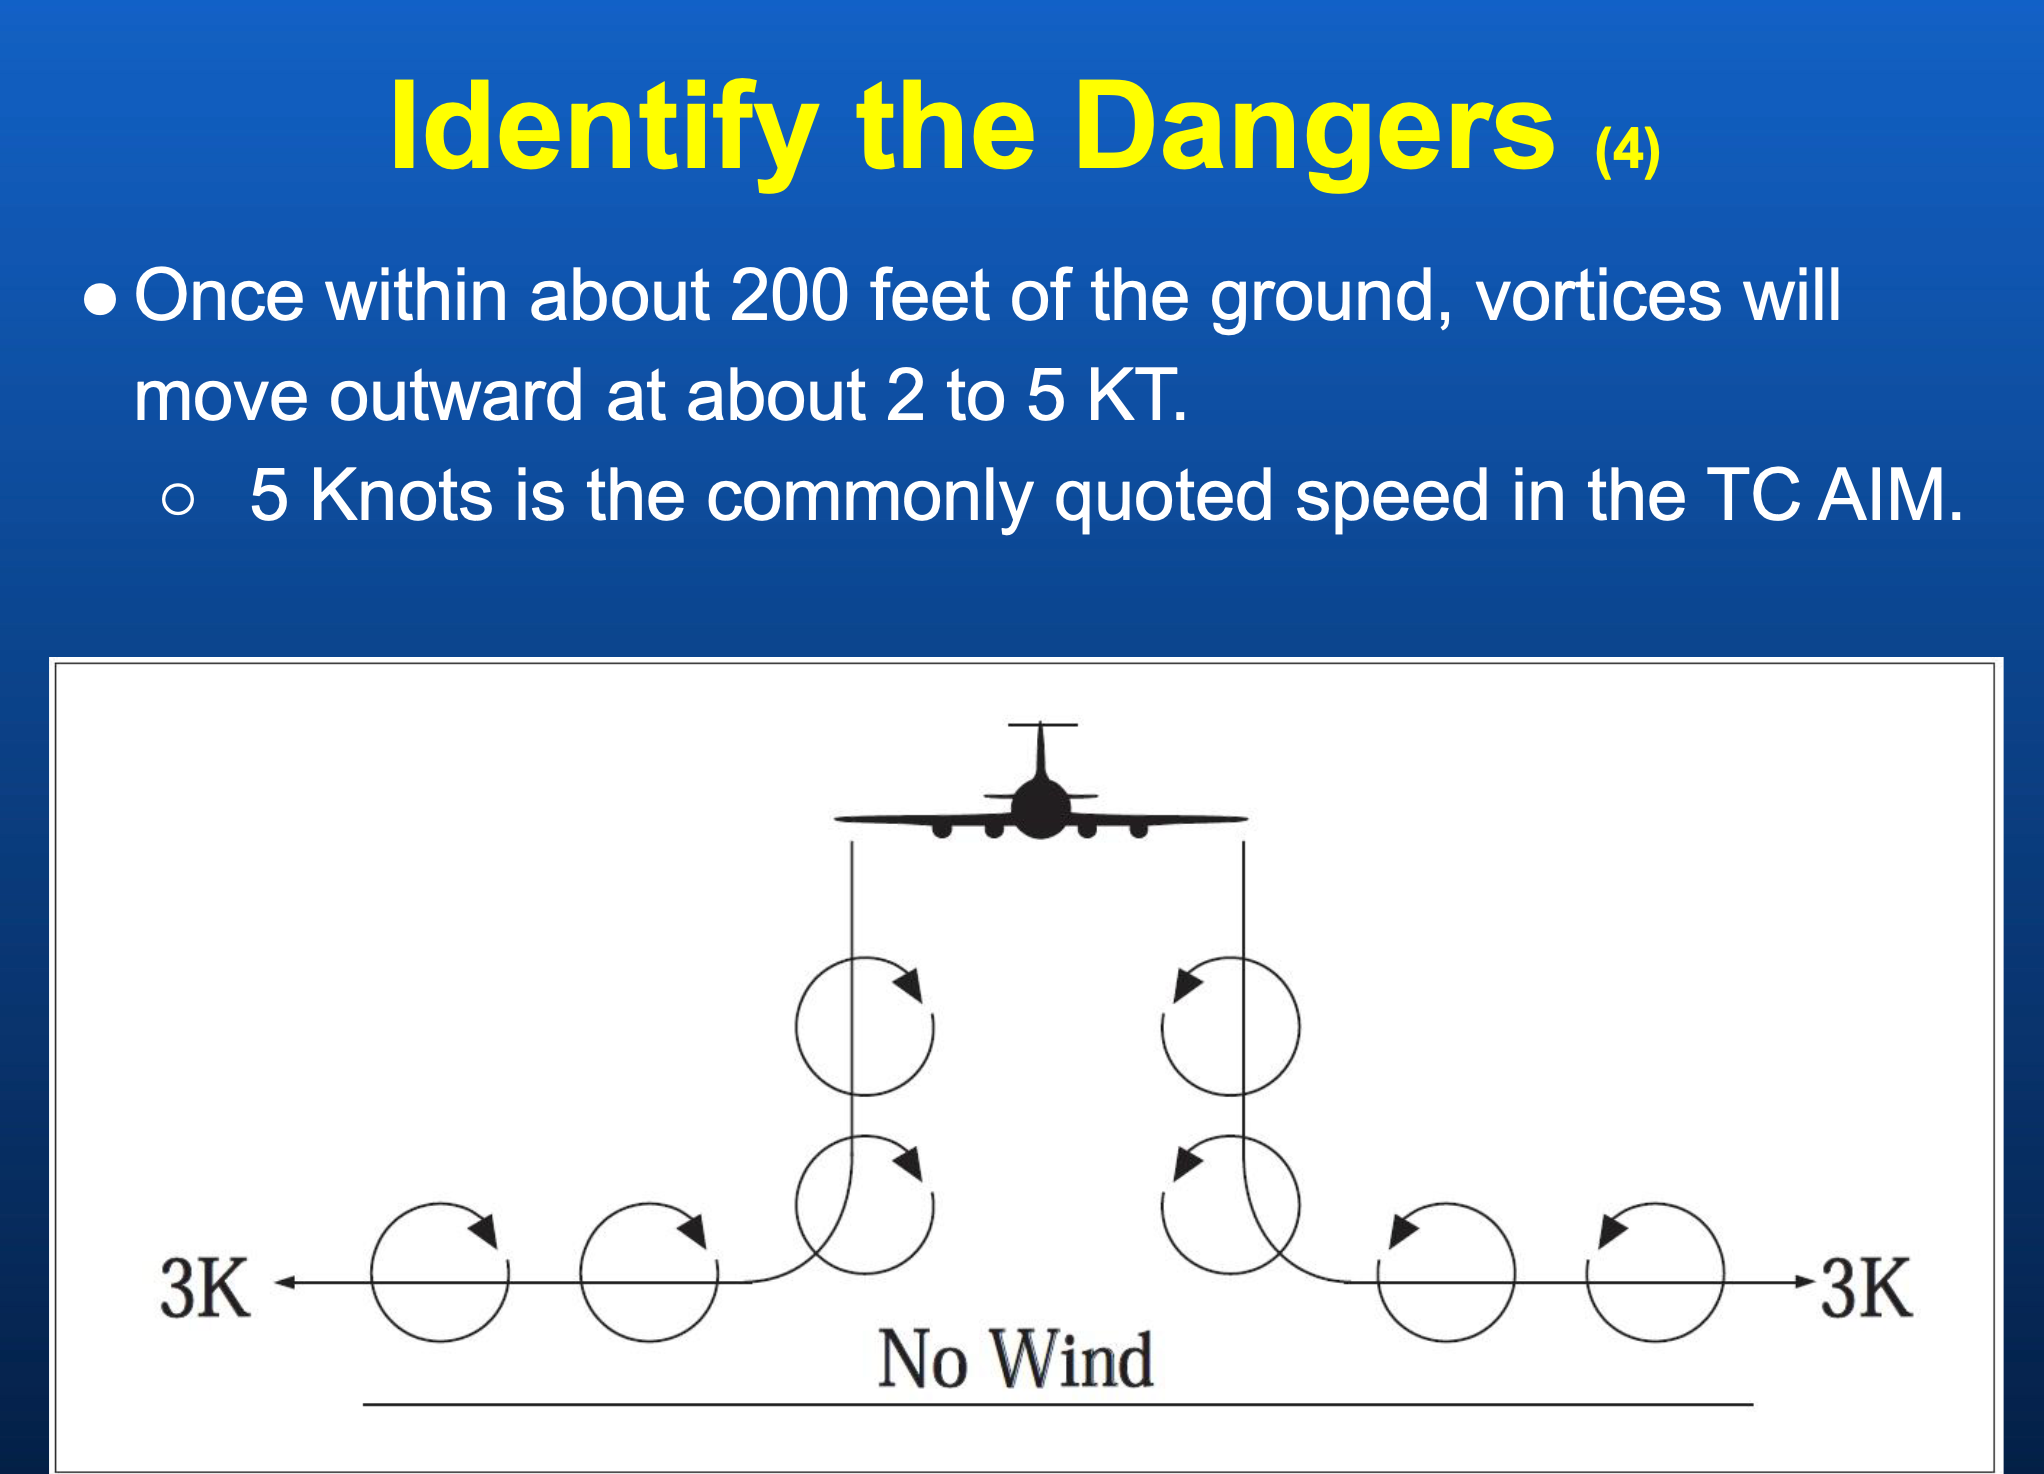 Identify the Dangers (4)
● Once within about 200 feet of the ground, vortices will
move outward at about 2 to 5 KT.
○ 5 Knots is the commonly quoted speed in the TC AIM.
3K
3K
No Wind